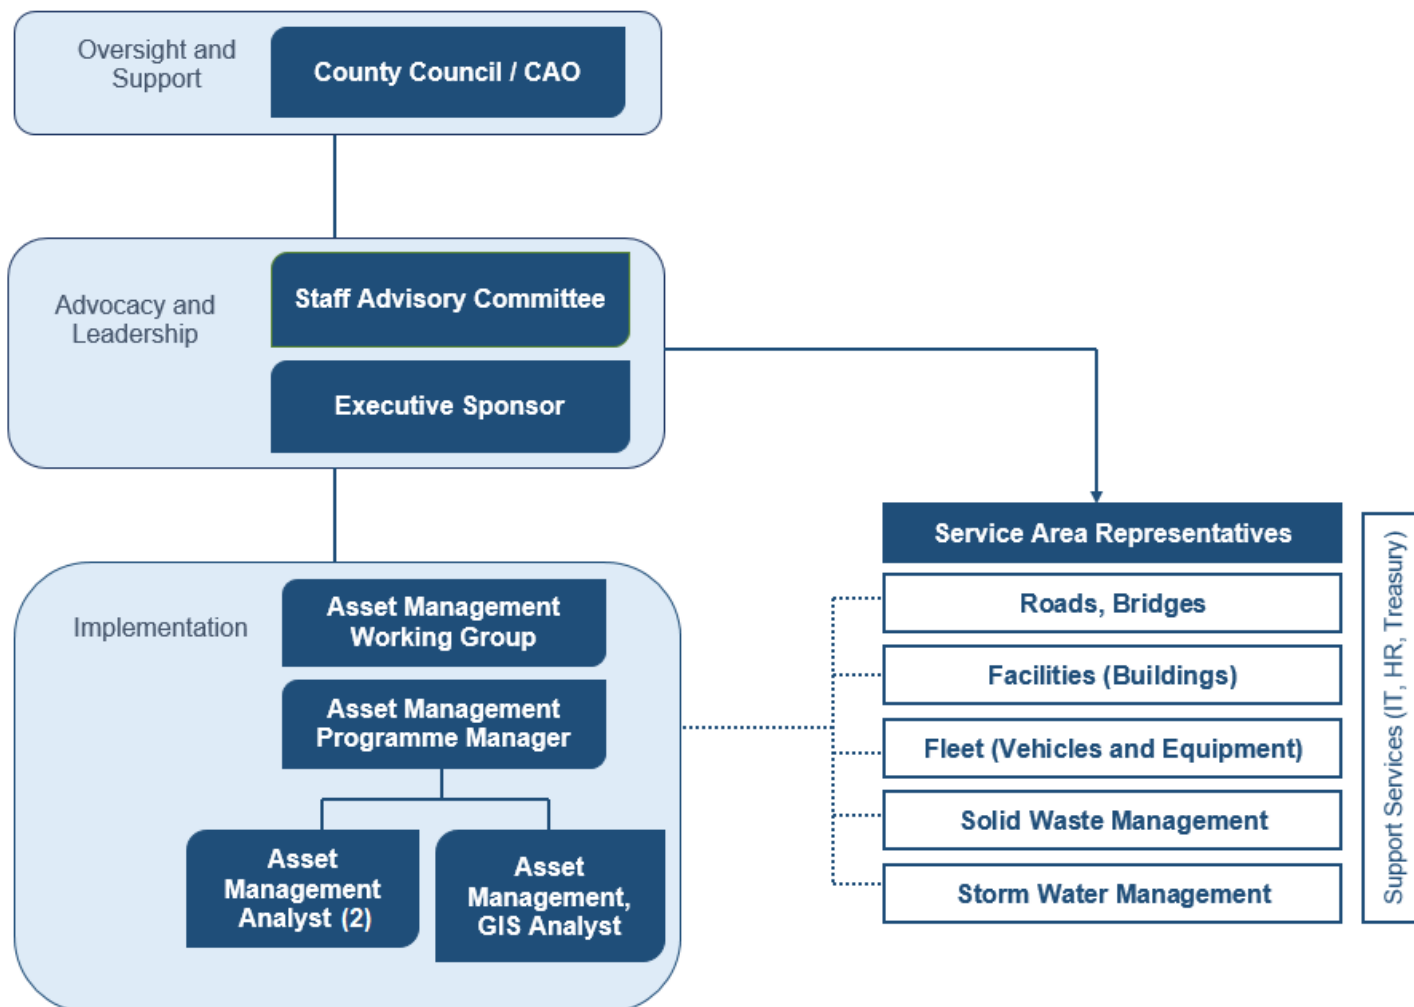 Oversight and
Support
County Council / CAO
Advocacy and
Leadership
Staff Advisory Committee
Executive Sponsor
Implementation
Asset Management
Working Group
Asset Management
Programme Manager
Asset
Management
Analyst (2)
Asset
Management,
GIS Analyst
Service Area Representatives
Roads, Bridges
Facilities (Buildings)
Fleet (Vehicles and Equipment)
Solid Waste Management
Storm Water Management
Support Services (IT, HR, Treasury)